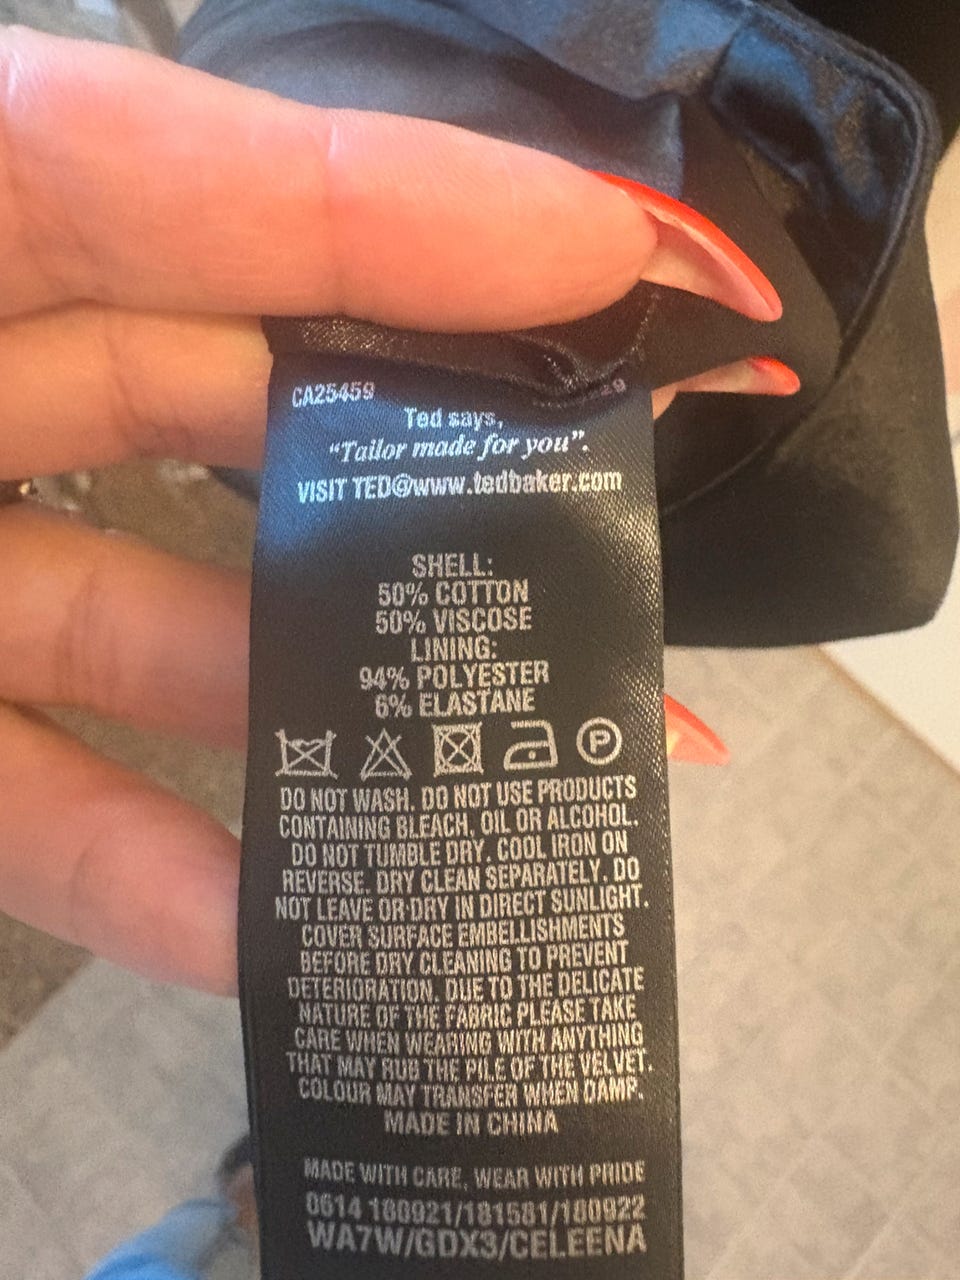 CA25459
29
Ted says,
“Tailor made for you”.
VISIT TED@www.tedbaker.com
SHELL:
50% COTTON
50% VISCOSE
LINING:
94% POLYESTER
6% ELASTANE
P
DO NOT WASH. DO NOT USE PRODUCTS
CONTAINING BLEACH, OIL OR ALCOHOL.
DO NOT TUMBLE DRY. COOL IRON ON
REVERSE. DRY CLEAN SEPARATELY. DO
NOT LEAVE OR DRY IN DIRECT SUNLIGHT.
COVER SURFACE EMBELLISHMENTS
BEFORE DRY CLEANING TO PREVENT
DETERIORATION. DUE TO THE DELICATE
NATURE OF THE FABRIC PLEASE TAKE
CARE WHEN WEARING WITH ANYTHING
THAT MAY RUB THE PILE OF THE VELVET.
COLOUR MAY TRANSFER WHEN DAMP.
MADE IN CHINA
MADE WITH CARE, WEAR WITH PRIDE
0614 180921/181581/180922
WA7W/GDX3/CELEENA